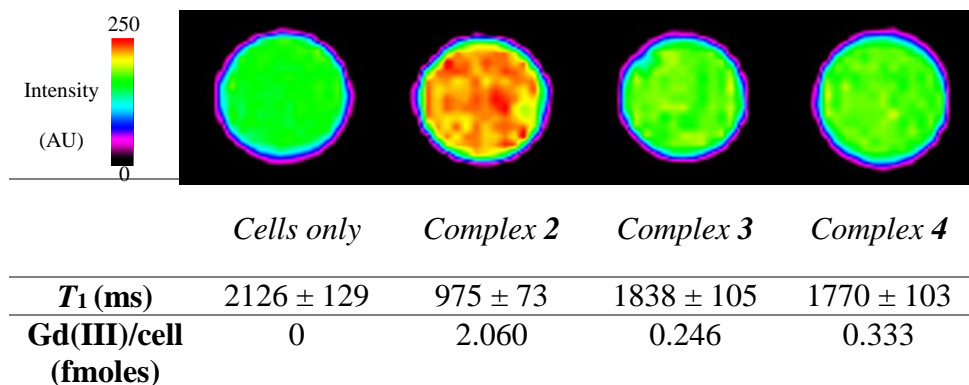 250
Intensity
(AU)
0
Cells only Complex 2 Complex 3 Complex 4
T1 (ms) 2126 ± 129 975 ± 73 1838 ± 105 1770 ± 103
Gd(III)/cell 0 2.060 0.246 0.333
(fmoles)